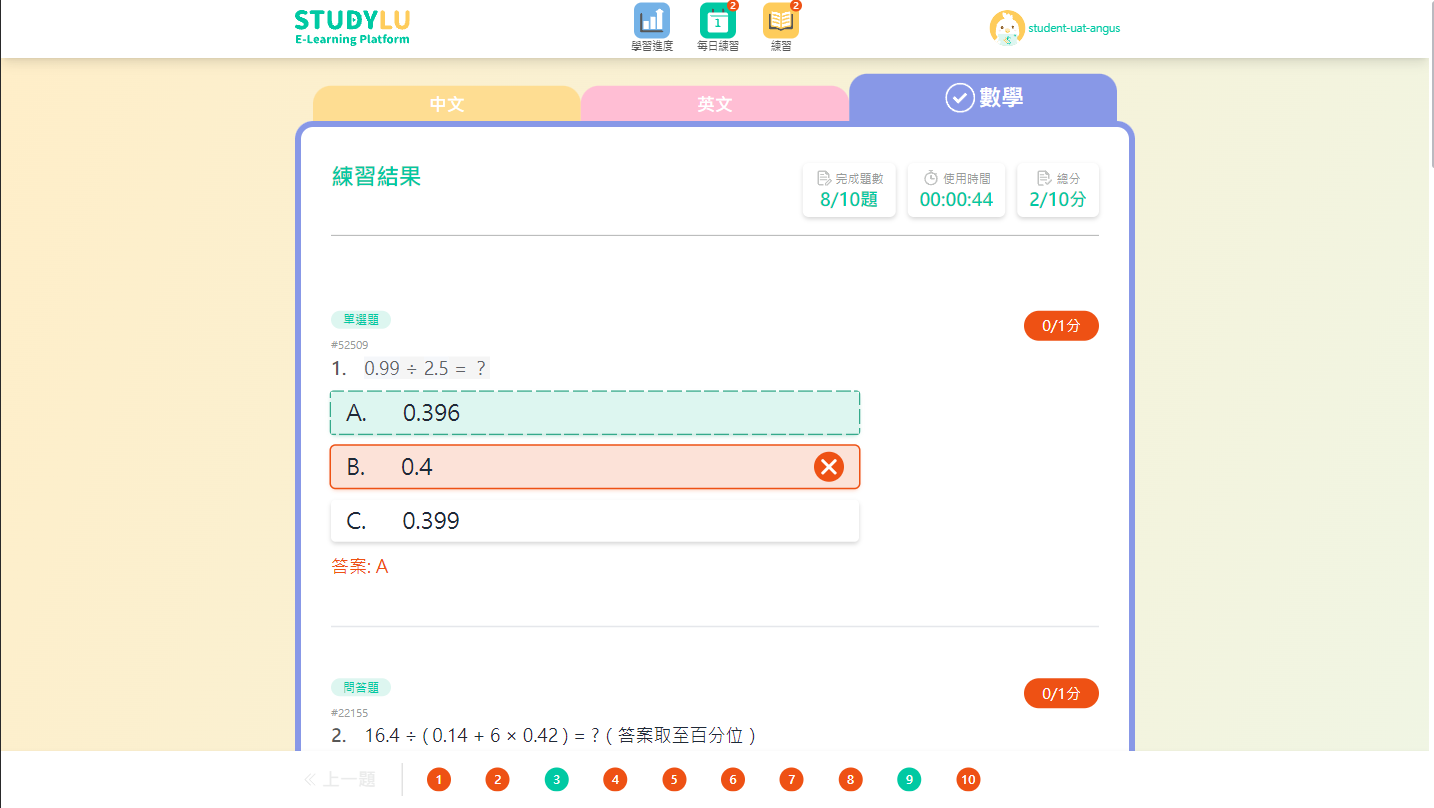 STUDYLU
E-Learning Platform
學習進度
2
1
每日練習
2
練習
student-uat-angus
中文
英文
數學
練習結果
完成題數
8/10題
使用時間
00:00:44
總分
2/10分
單選題
0/1分
#52509
1. 0.99 ÷ 2.5 = ?
A. 0.396
B. 0.4
C. 0.399
答案: A
問答題
0/1分
#22155
2. 16.4 ÷ ( 0.14 + 6 × 0.42 ) = ? ( 答案取至百分位 )
上一題 1 2 3 4 5 6 7 8 9 10